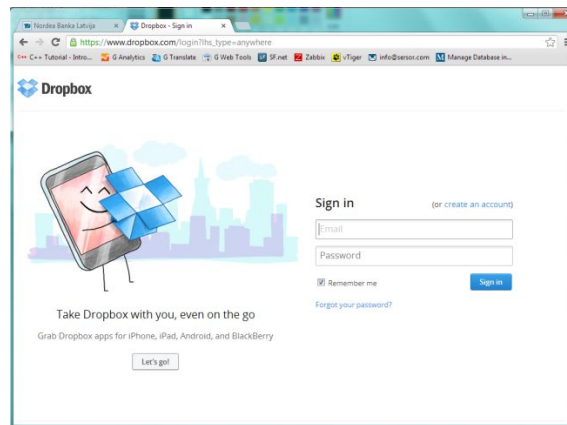 Nordea Banka Latvija
Dropbox - Sign in
https://www.dropbox.com/login?lhs_type=anywhere
C++ Tutorial - Intro... G Analytics G Translate G Web Tools SF.net Zabbix vTiger info@sersor.com Manage Database in...
Dropbox
Sign in (or create an account)
Email
Password
Remember me Sign in
Forgot your password?
Take Dropbox with you, even on the go
Grab Dropbox apps for iPhone, iPad, Android, and BlackBerry
Let's go!